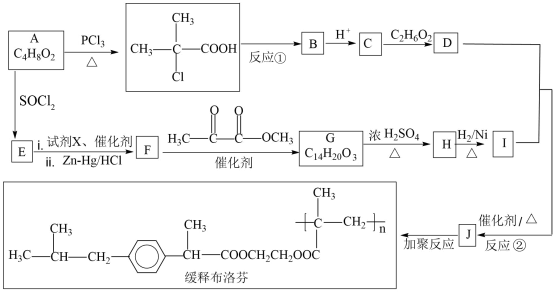 A
C₄H₈O₂
PCl₃
△
CH₃
CH₃—C—COOH
Cl
反应①
B
H⁺
C
C₂H₆O₂
D
SOCl₂
E
i. 试剂X、催化剂
ii. Zn-Hg/HCl
F
O O
H₃C—C—C—OCH₃
催化剂
G
C₁₄H₂₀O₃
浓 H₂SO₄
△
H
H₂/Ni
△
I
CH₃
CH₃
H₃C—CH—CH₂
CH—COOCH₂CH₂OOC
CH₃
[C—CH₂]n
缓释布洛芬
加聚反应
J
催化剂/△
反应②